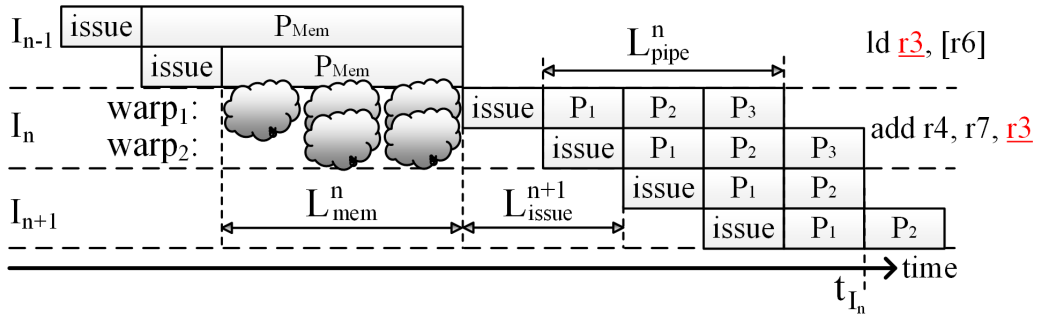 I_{n-1} issue P_{Mem} ld r3, [r6]
issue P_{Mem} L^{n}_{pipe}
I_n warp_1: issue P_1 P_2 P_3 add r4, r7, r3
warp_2: issue P_1 P_2 P_3
issue P_1 P_2
I_{n+1} L^{n}_{mem} L^{n+1}_{issue} issue P_1 P_2
time
t_{I_n}